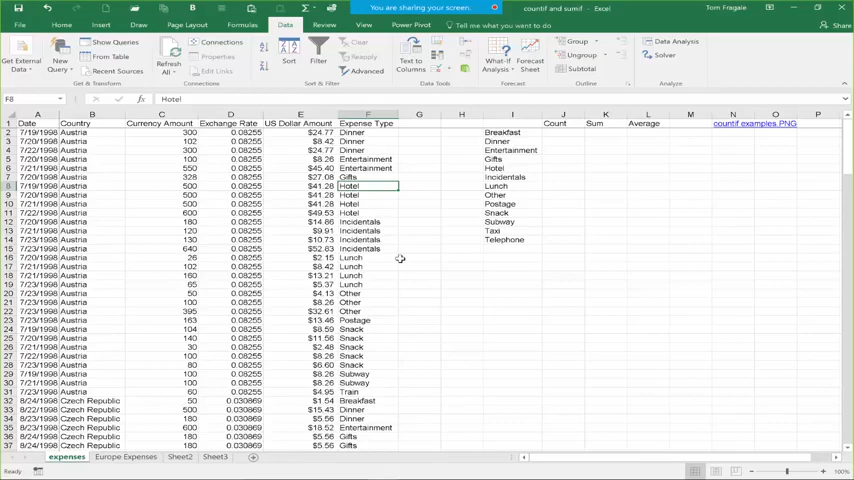 You are sharing your screen.
countif and sumif - Excel
Tom Fragale
File Home Insert Draw Page Layout Formulas Data Review View Power Pivot Tell me what you want to do Share
Get External Data
New Query
Show Queries
From Table
Recent Sources
Get & Transform
Refresh All
Connections
Properties
Edit Links
Connections
Sort
Filter
Clear
Reapply
Advanced
Sort & Filter
Text to Columns
Data Tools
What-If Analysis
Forecast Sheet
Forecast
Group
Ungroup
Subtotal
Outline
Data Analysis
Solver
Analyze
F8 Hotel
A B C D E F G H I J K L M N O P
1 Date Country Currency Amount Exchange Rate US Dollar Amount Expense Type Count Sum Average countif examples.PNG
2 7/19/1998 Austria 300 0.08255 $24.77 Dinner Breakfast
3 7/20/1998 Austria 102 0.08255 $8.42 Dinner Dinner
4 7/22/1998 Austria 300 0.08255 $24.77 Dinner Entertainment
5 7/20/1998 Austria 100 0.08255 $8.26 Entertainment Gifts
6 7/21/1998 Austria 550 0.08255 $45.40 Entertainment Hotel
7 7/23/1998 Austria 328 0.08255 $27.08 Gifts Incidentals
8 7/19/1998 Austria 500 0.08255 $41.28 Hotel Lunch
9 7/20/1998 Austria 500 0.08255 $41.28 Hotel Other
10 7/21/1998 Austria 500 0.08255 $41.28 Hotel Postage
11 7/22/1998 Austria 600 0.08255 $49.53 Hotel Snack
12 7/20/1998 Austria 180 0.08255 $14.86 Incidentals Subway
13 7/21/1998 Austria 120 0.08255 $9.91 Incidentals Taxi
14 7/23/1998 Austria 130 0.08255 $10.73 Incidentals Telephone
15 7/23/1998 Austria 640 0.08255 $52.83 Incidentals
16 7/20/1998 Austria 26 0.08255 $2.15 Lunch
17 7/21/1998 Austria 102 0.08255 $8.42 Lunch
18 7/22/1998 Austria 160 0.08255 $13.21 Lunch
19 7/23/1998 Austria 65 0.08255 $5.37 Lunch
20 7/20/1998 Austria 50 0.08255 $4.13 Other
21 7/20/1998 Austria 100 0.08255 $8.26 Other
22 7/22/1998 Austria 395 0.08255 $32.61 Other
23 7/23/1998 Austria 163 0.08255 $13.46 Postage
24 7/19/1998 Austria 104 0.08255 $8.59 Snack
25 7/20/1998 Austria 140 0.08255 $11.56 Snack
26 7/21/1998 Austria 30 0.08255 $2.48 Snack
27 7/22/1998 Austria 100 0.08255 $8.26 Snack
28 7/23/1998 Austria 80 0.08255 $6.60 Snack
29 7/20/1998 Austria 100 0.08255 $8.26 Subway
30 7/21/1998 Austria 100 0.08255 $8.26 Subway
31 7/23/1998 Austria 60 0.08255 $4.95 Train
32 8/24/1998 Czech Republic 50 0.030869 $1.54 Breakfast
33 8/22/1998 Czech Republic 500 0.030869 $15.43 Dinner
34 8/23/1998 Czech Republic 180 0.030869 $5.56 Dinner
35 8/22/1998 Czech Republic 600 0.030869 $18.52 Entertainment
36 8/23/1998 Czech Republic 180 0.030869 $5.56 Gifts
37 8/24/1998 Czech Republic 180 0.030869 $5.56 Gifts
expenses Europe Expenses Sheet2 Sheet3
Ready 100%